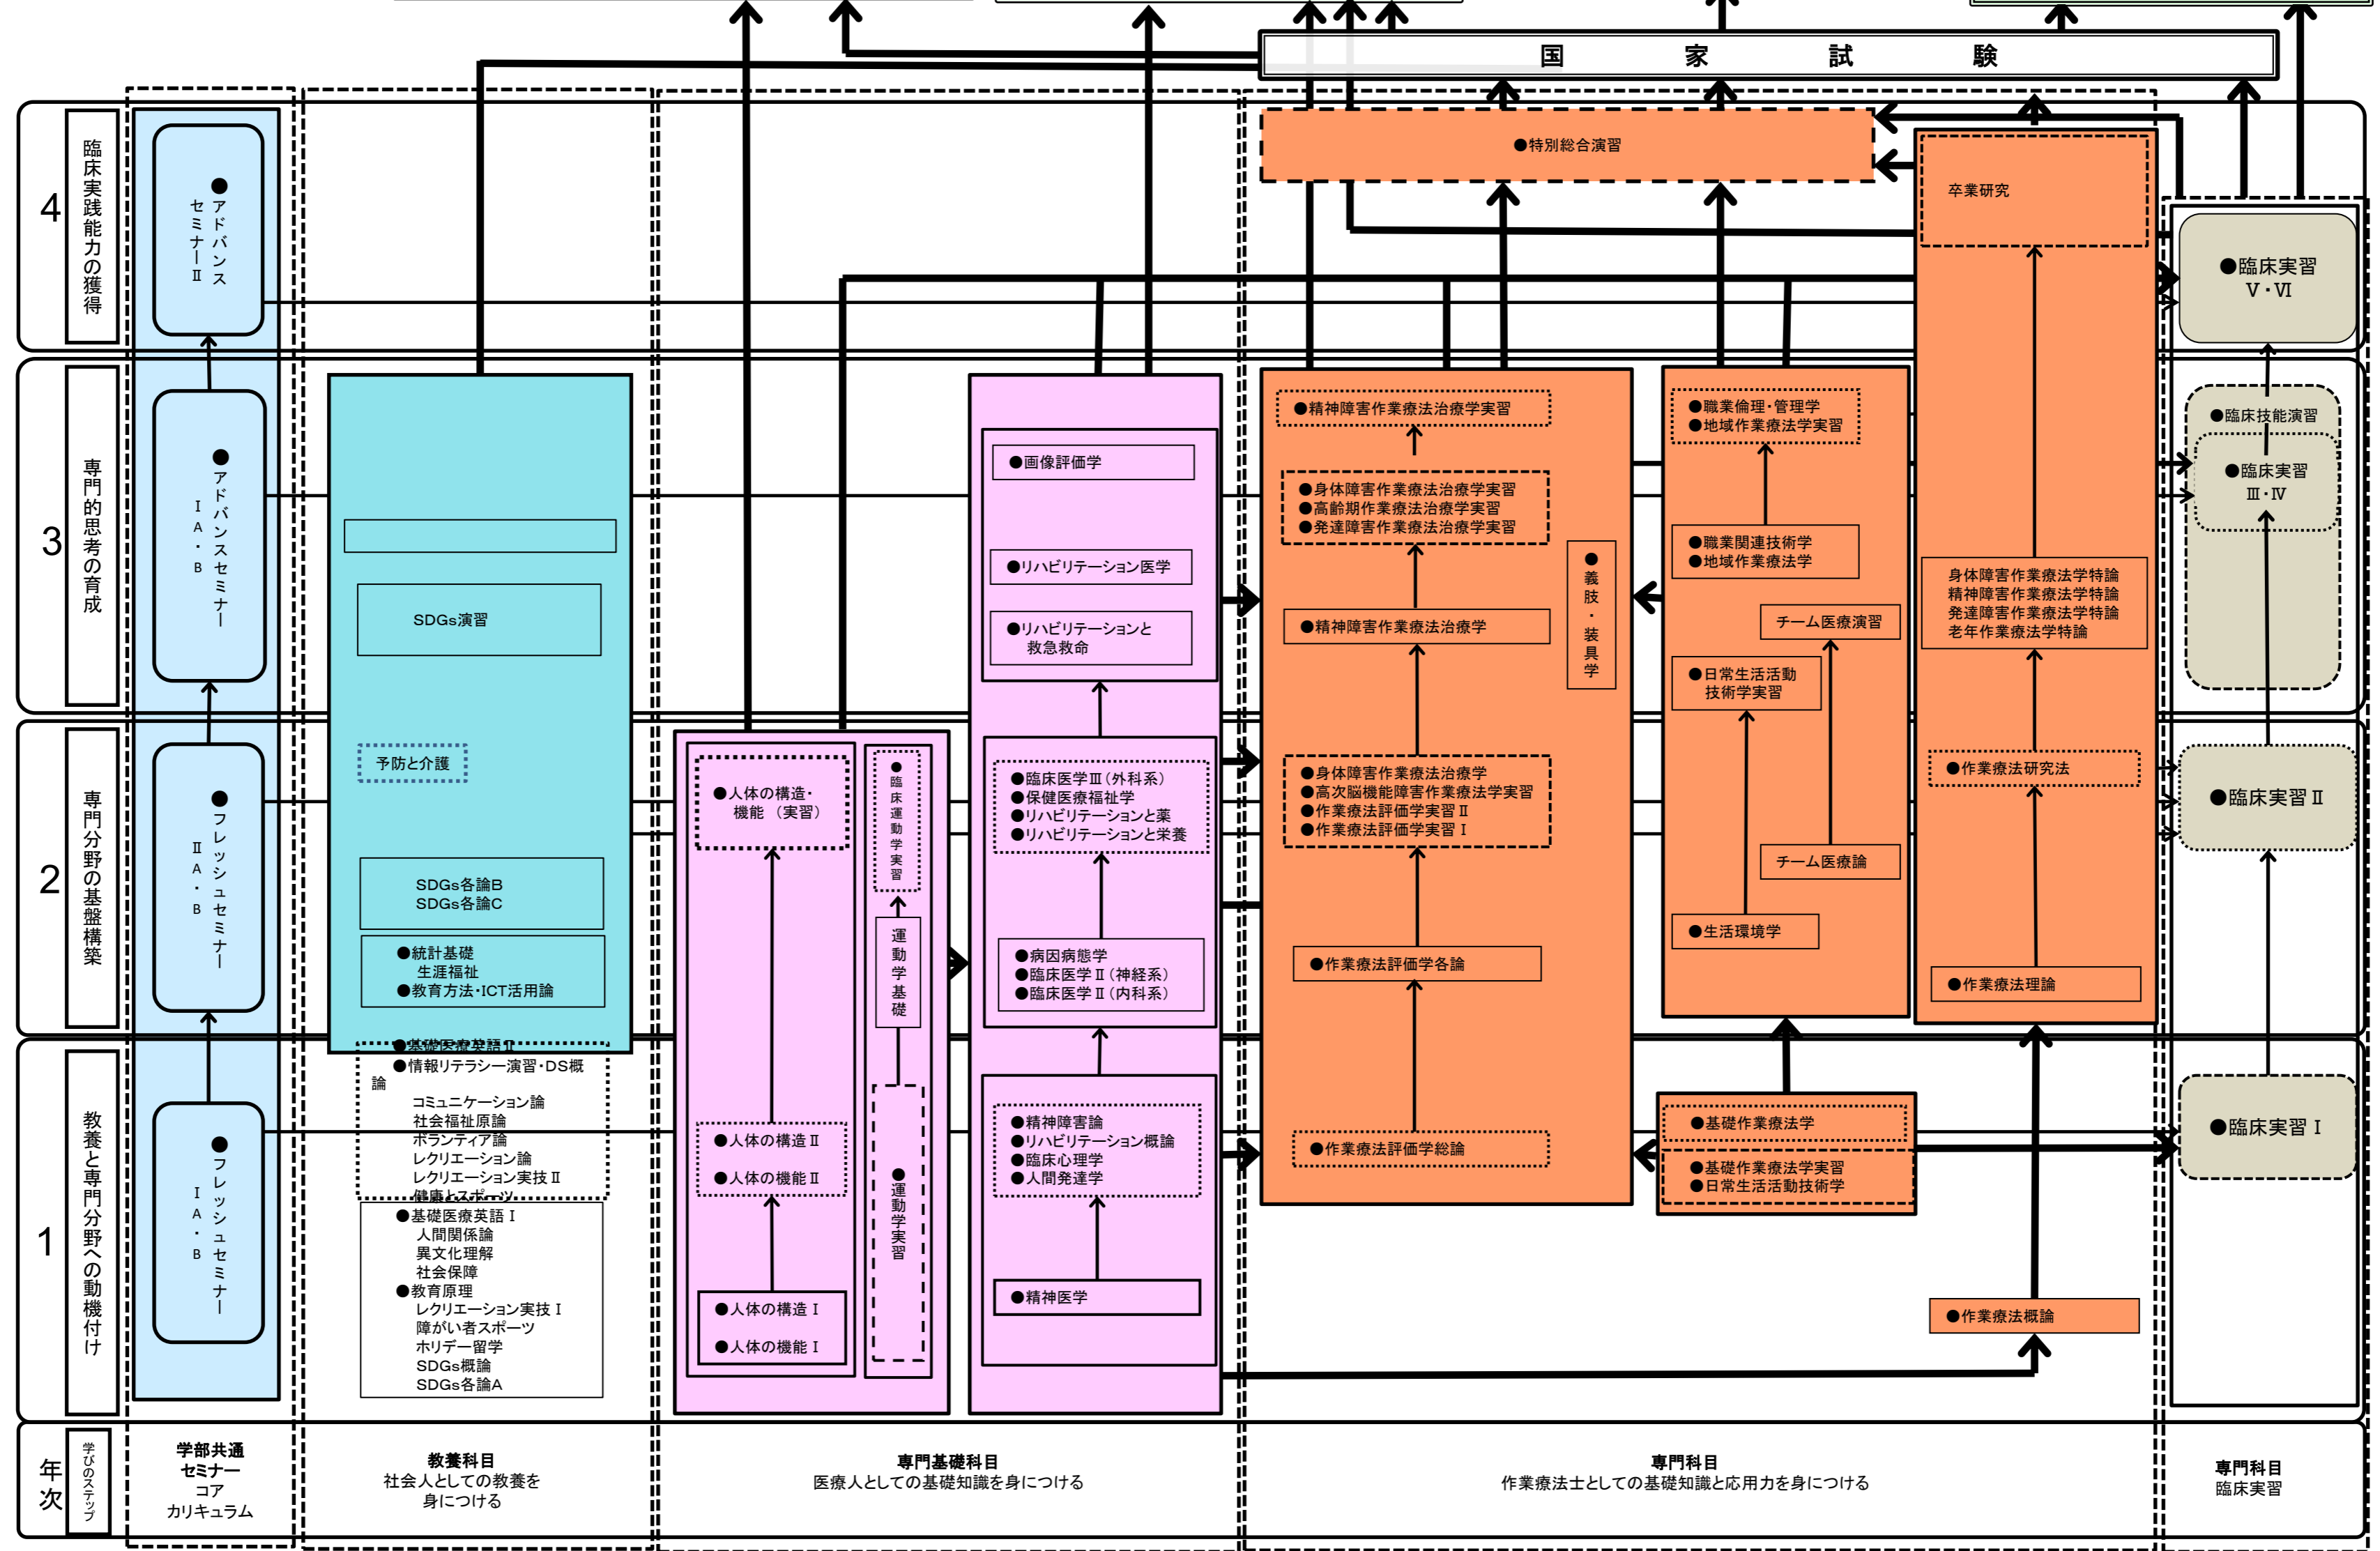 国家試験
4
臨床実践能力の獲得
●アドバンス
セミナーⅡ
●特別総合演習
卒業研究
●臨床実習
Ⅴ・Ⅵ
3
専門的思考の育成
●アドバンスセミナー
ⅠA・B
SDGs演習
●画像評価学
●リハビリテーション医学
●リハビリテーションと
救急救命
●精神障害作業療法治療学実習
●身体障害作業療法治療学実習
●高齢期作業療法治療学実習
●発達障害作業療法治療学実習
●精神障害作業療法治療学
●義肢・装具学
●職業倫理・管理学
●地域作業療法学実習
●職業関連技術学
●地域作業療法学
チーム医療演習
●日常生活活動
技術学実習
身体障害作業療法学特論
精神障害作業療法学特論
発達障害作業療法学特論
老年作業療法学特論
●臨床技能演習
●臨床実習
Ⅲ・Ⅳ
2
専門分野の基盤構築
●フレッシュセミナー
ⅡA・B
予防と介護
SDGs各論B
SDGs各論C
●統計基礎
生涯福祉
●教育方法・ICT活用論
●人体の構造・
機能（実習）
●臨床運動学実習
運動学基礎
●臨床医学Ⅲ（外科系）
●保健医療福祉学
●リハビリテーションと薬
●リハビリテーションと栄養
●病因病態学
●臨床医学Ⅱ（神経系）
●臨床医学Ⅱ（内科系）
●身体障害作業療法治療学
●高次脳機能障害作業療法学実習
●作業療法評価学実習Ⅱ
●作業療法評価学実習Ⅰ
●作業療法評価学各論
チーム医療論
●生活環境学
●作業療法研究法
●作業療法理論
●臨床実習Ⅱ
1
教養と専門分野への動機付け
●フレッシュセミナー
ⅠA・B
●基礎医療英語Ⅱ
●情報リテラシー演習・DS概
論
コミュニケーション論
社会福祉原論
ボランティア論
レクリエーション論
レクリエーション実技Ⅱ
健康とスポーツ
●基礎医療英語Ⅰ
人間関係論
異文化理解
社会保障
●教育原理
レクリエーション実技Ⅰ
障がい者スポーツ
ホリデー留学
SDGs概論
SDGs各論A
●人体の構造Ⅱ
●人体の機能Ⅱ
●人体の構造Ⅰ
●人体の機能Ⅰ
●運動学実習
●精神障害論
●リハビリテーション概論
●臨床心理学
●人間発達学
●精神医学
●作業療法評価学総論
●基礎作業療法学
●基礎作業療法学実習
●日常生活活動技術学
●作業療法概論
●臨床実習Ⅰ
年次
学びのステップ
学部共通
セミナー
コア
カリキュラム
教養科目
社会人としての教養を
身につける
専門基礎科目
医療人としての基礎知識を身につける
専門科目
作業療法士としての基礎知識と応用力を身につける
専門科目
臨床実習